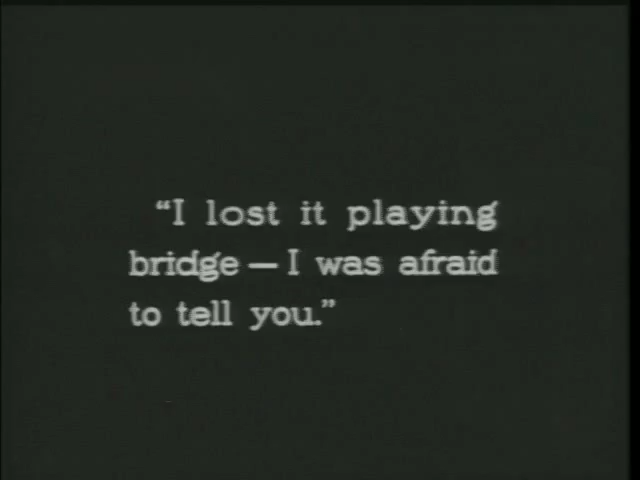 “I lost it playing
bridge — I was afraid
to tell you.”